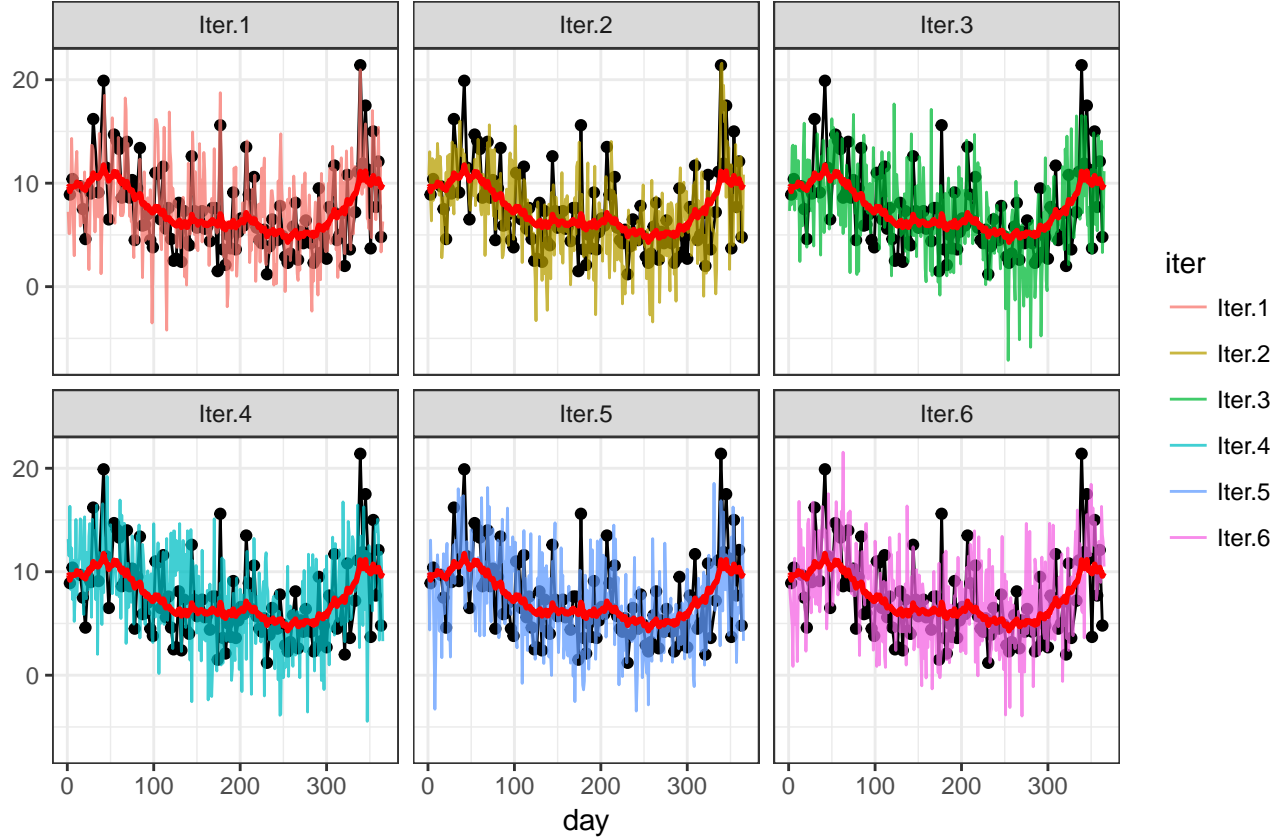 Iter.1 Iter.2 Iter.3
20
10
0
Iter.4 Iter.5 Iter.6
20
10
0
0 100 200 300 0 100 200 300 0 100 200 300
day
iter
Iter.1
Iter.2
Iter.3
Iter.4
Iter.5
Iter.6